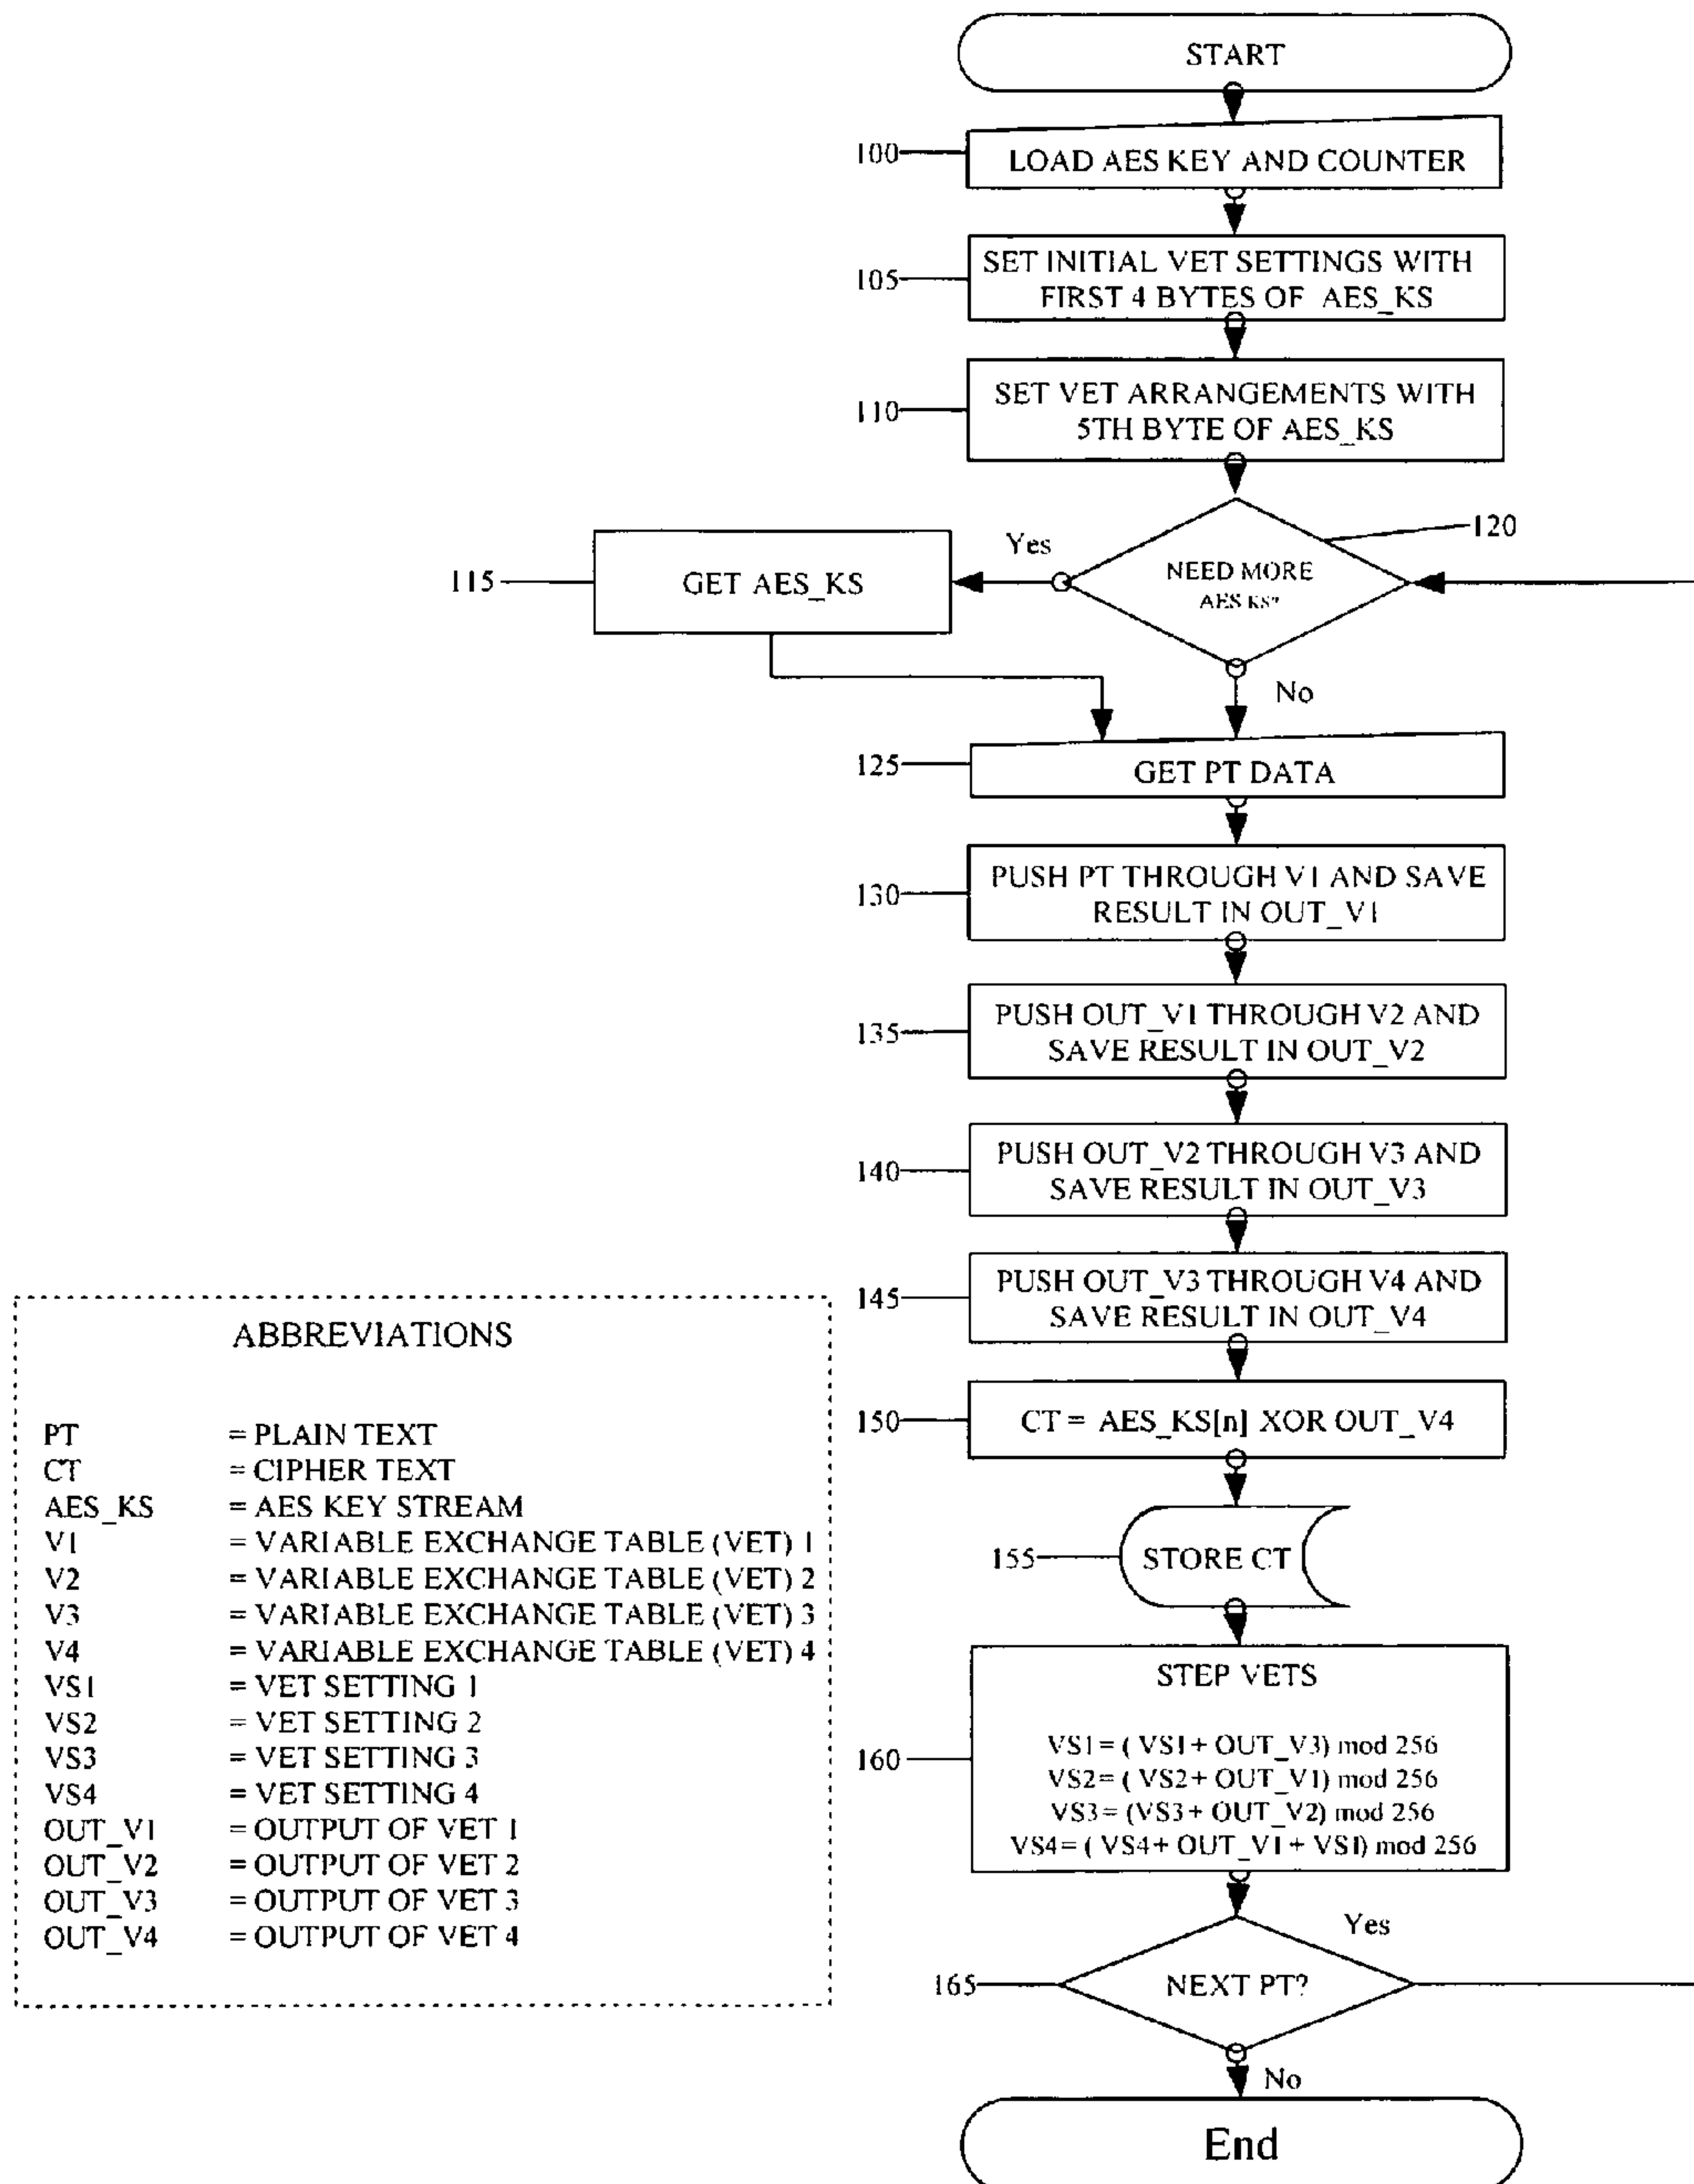 START
100
LOAD AES KEY AND COUNTER
105
SET INITIAL VET SETTINGS WITH
FIRST 4 BYTES OF AES_KS
110
SET VET ARRANGEMENTS WITH
5TH BYTE OF AES_KS
120
Yes
115
GET AES_KS
NEED MORE
AES KS?
No
125
GET PT DATA
130
PUSH PT THROUGH V1 AND SAVE
RESULT IN OUT_V1
135
PUSH OUT_V1 THROUGH V2 AND
SAVE RESULT IN OUT_V2
140
PUSH OUT_V2 THROUGH V3 AND
SAVE RESULT IN OUT_V3
145
PUSH OUT_V3 THROUGH V4 AND
SAVE RESULT IN OUT_V4
150
CT = AES_KS[n] XOR OUT_V4
155
STORE CT
160
STEP VETS
VS1= ( VS1+ OUT_V3) mod 256
VS2= ( VS2+ OUT_V1) mod 256
VS3= (VS3+ OUT_V2) mod 256
VS4= ( VS4+ OUT_V1 + VS1) mod 256
Yes
165
NEXT PT?
No
End
ABBREVIATIONS
PT = PLAIN TEXT
CT = CIPHER TEXT
AES_KS = AES KEY STREAM
V1 = VARIABLE EXCHANGE TABLE (VET) 1
V2 = VARIABLE EXCHANGE TABLE (VET) 2
V3 = VARIABLE EXCHANGE TABLE (VET) 3
V4 = VARIABLE EXCHANGE TABLE (VET) 4
VS1 = VET SETTING 1
VS2 = VET SETTING 2
VS3 = VET SETTING 3
VS4 = VET SETTING 4
OUT_V1 = OUTPUT OF VET 1
OUT_V2 = OUTPUT OF VET 2
OUT_V3 = OUTPUT OF VET 3
OUT_V4 = OUTPUT OF VET 4